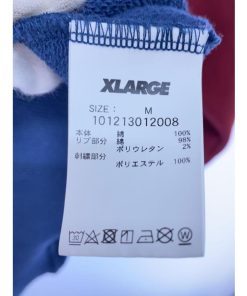 XLARGE
SIZE : M
101213012008
本体 綿 100%
リブ部分 綿 98%
ポリウレタン 2%
刺繍部分
ポリエステル 100%